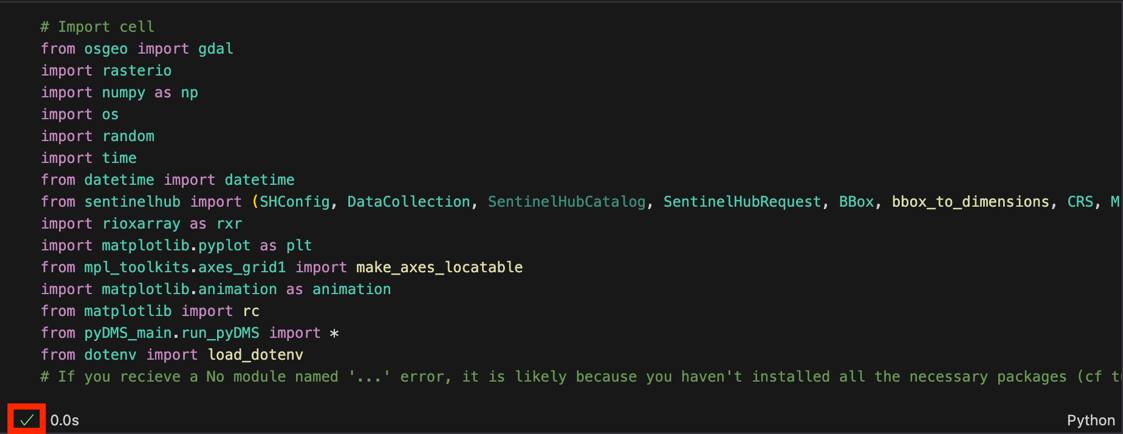 # Import cell
from osgeo import gdal
import rasterio
import numpy as np
import os
import random
import time
from datetime import datetime
from sentinelhub import (SHConfig, DataCollection, SentinelHubCatalog, SentinelHubRequest, BBox, bbox_to_dimensions, CRS, M
import rioxarray as rxr
import matplotlib.pyplot as plt
from mpl_toolkits.axes_grid1 import make_axes_locatable
import matplotlib.animation as animation
from matplotlib import rc
from pyDMS_main.run_pyDMS import *
from dotenv import load_dotenv
# If you recieve a No module named '...' error, it is likely because you haven't installed all the necessary packages (cf t
0.0s Python